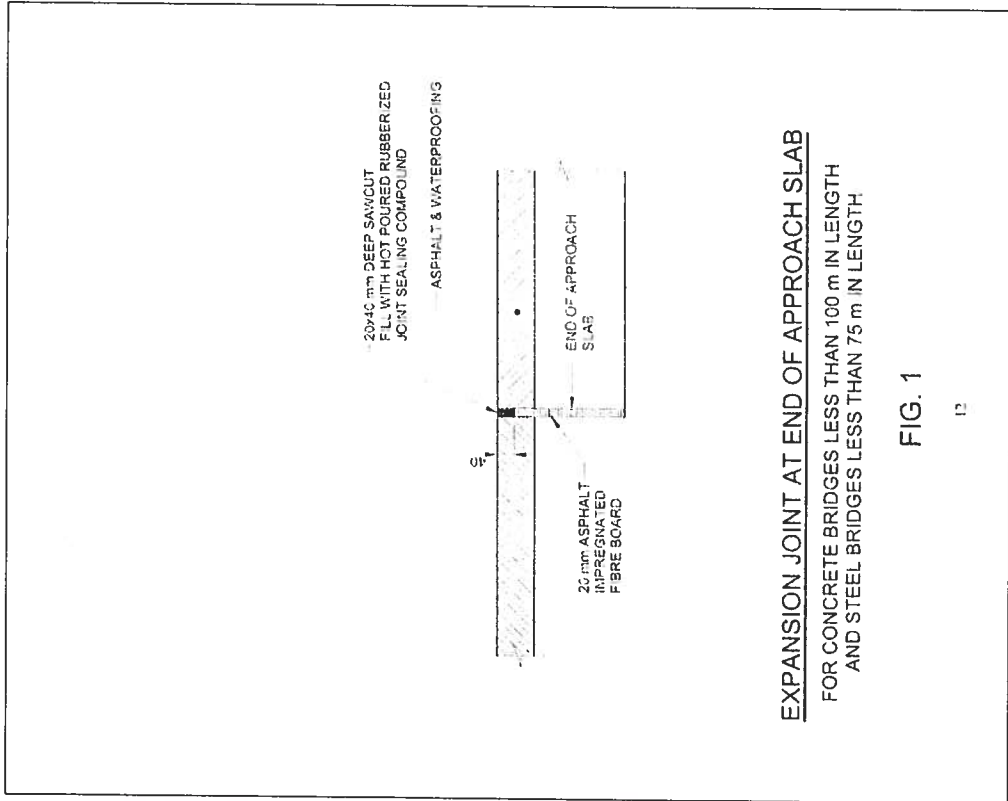 20x40 mm DEEP SAWCUT
FILL WITH HOT POURED RUBBERIZED
JOINT SEALING COMPOUND
ASPHALT & WATERPROOFING
40
END OF APPROACH
SLAB
20 mm ASPHALT
IMPREGNATED
FIBRE BOARD
EXPANSION JOINT AT END OF APPROACH SLAB
FOR CONCRETE BRIDGES LESS THAN 100 m IN LENGTH
AND STEEL BRIDGES LESS THAN 75 m IN LENGTH
FIG. 1
12